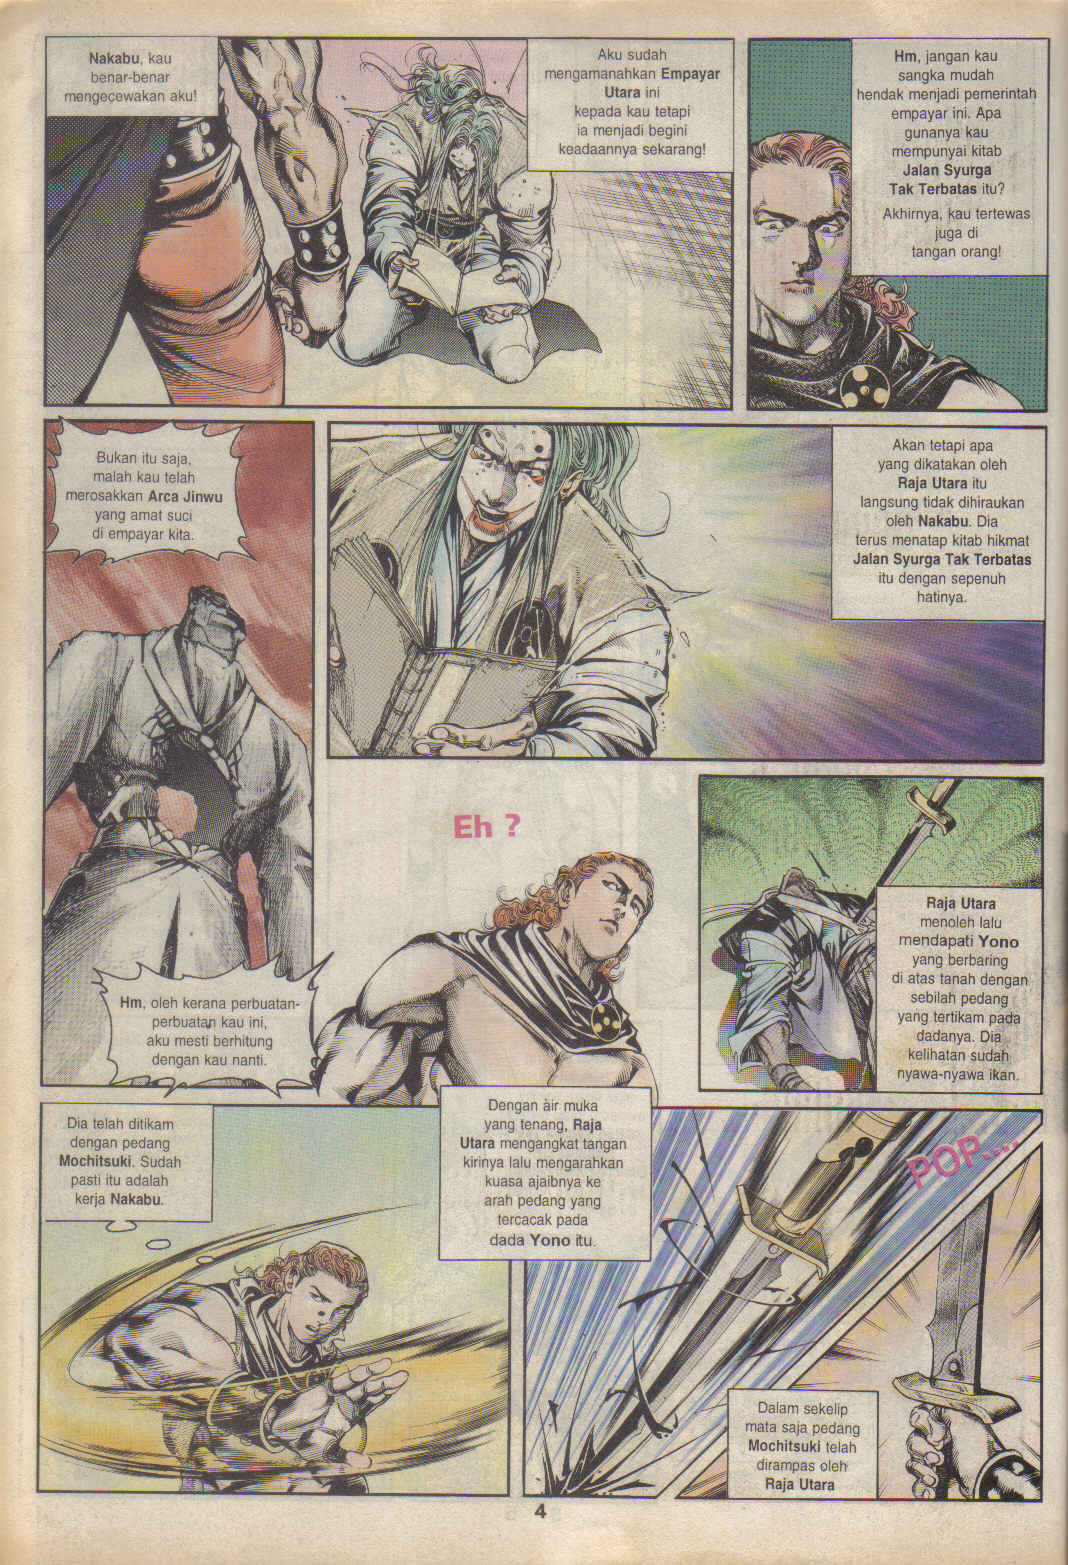 Nakabu, kau
benar-benar
mengecewakan aku!
Aku sudah
mengamanahkan Empayar
Utara ini
kepada kau tetapi
ia menjadi begini
keadaannya sekarang!
Hm, jangan kau
sangka mudah
hendak menjadi pemerintah
empayar ini. Apa
gunanya kau
mempunyai kitab
Jalan Syurga
Tak Terbatas itu?
Akhirnya, kau tertewas
juga di
tangan orang!
Bukan itu saja,
malah kau telah
merosakkan Arca Jinwu
yang amat suci
di empayar kita.
Akan tetapi apa
yang dikatakan oleh
Raja Utara itu
langsung tidak dihiraukan
oleh Nakabu. Dia
terus menatap kitab hikmat
Jalan Syurga Tak Terbatas
itu dengan sepenuh
hatinya.
Hm, oleh kerana perbuatan-
perbuatan kau ini,
aku mesti berhitung
dengan kau nanti.
Eh ?
Raja Utara
menoleh lalu
mendapati Yono
yang berbaring
di atas tanah dengan
sebilah pedang
yang tertikam pada
dadanya. Dia
kelihatan sudah
nyawa-nyawa ikan.
Dia telah ditikam
dengan pedang
Mochitsuki. Sudah
pasti itu adalah
kerja Nakabu.
Dengan air muka
yang tenang, Raja
Utara mengangkat tangan
kirinya lalu mengarahkan
kuasa ajaibnya ke
arah pedang yang
tercacak pada
dada Yono itu.
POP...
Dalam sekelip
mata saja pedang
Mochitsuki telah
dirampas oleh
Raja Utara
4